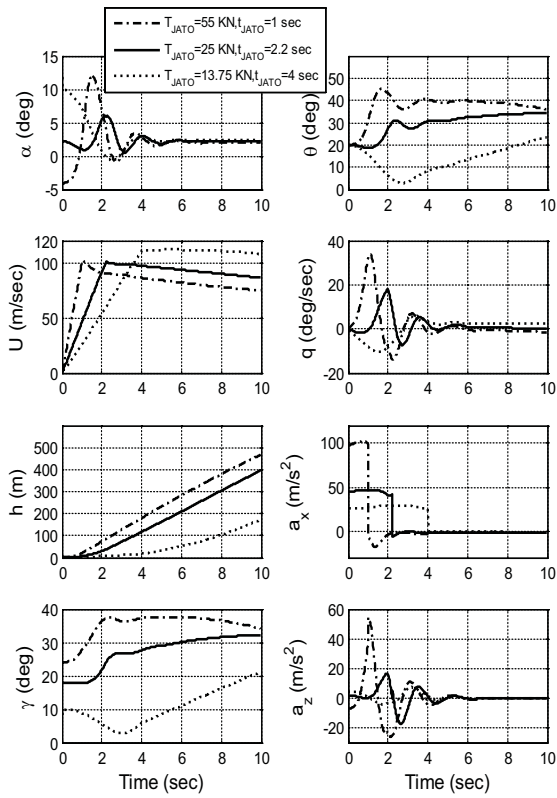 T_JATO=55 KN,t_JATO=1 sec
T_JATO=25 KN,t_JATO=2.2 sec
T_JATO=13.75 KN,t_JATO=4 sec
α (deg)
15
10
5
0
-5
0 2 4 6 8 10
θ (deg)
60
40
30
20
10
0
0 2 4 6 8 10
U (m/sec)
120
100
50
0
0 2 4 6 8 10
q (deg/sec)
40
20
0
-20
0 2 4 6 8 10
h (m)
500
400
300
200
100
0
0 2 4 6 8 10
a_x (m/s²)
100
50
0
0 2 4 6 8 10
γ (deg)
40
30
20
10
0
0 2 4 6 8 10
Time (sec)
a_z (m/s²)
60
40
20
0
-20
0 2 4 6 8 10
Time (sec)